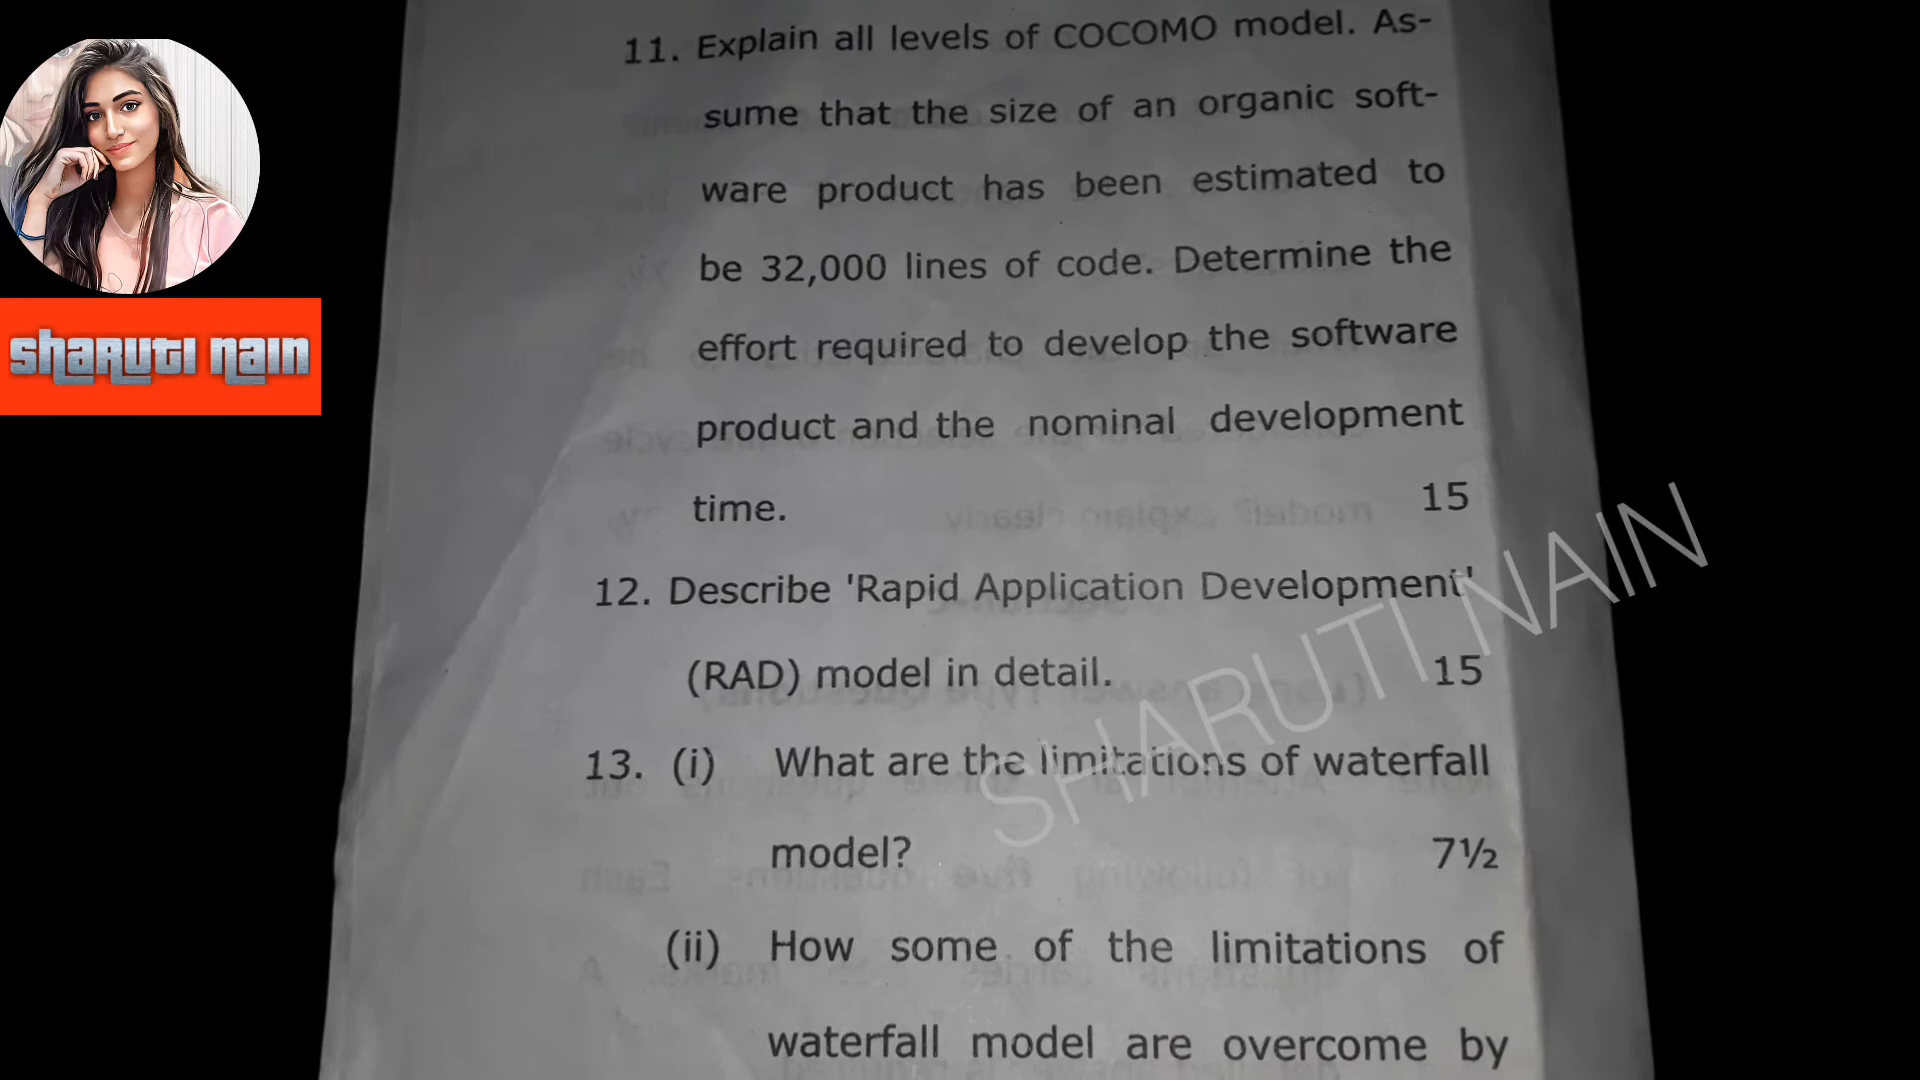 11. Explain all levels of COCOMO model. As-
sume that the size of an organic soft-
ware product has been estimated to
be 32,000 lines of code. Determine the
effort required to develop the software
product and the nominal development
time. 15
12. Describe 'Rapid Application Development'
(RAD) model in detail. 15
13. (i) What are the limitations of waterfall
model? 7½
(ii) How some of the limitations of
waterfall model are overcome by
sharuti nain
SHARUTI NAIN